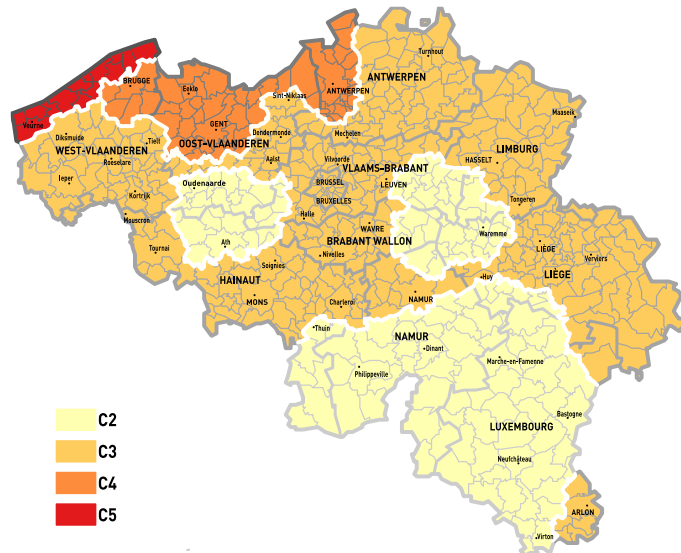 Turnhout
ANTWERPEN
BRUGGE
Eeklo
Sint-Niklaas
ANTWERPEN
Maaseik
Veurne
GENT
Diksmuide
Tielt
OOST-VLAANDEREN
Dendermonde
Mechelen
WEST-VLAANDEREN
Roeselare
Aalst
Vilvoorde
VLAAMS-BRABANT
HASSELT
LIMBURG
Ieper
Oudenaarde
BRUSSEL
LEUVEN
Kortrijk
BRUXELLES
Tongeren
Mouscron
Halle
WAVRE
Waremme
Ath
BRABANT WALLON
LIÈGE
Tournai
Nivelles
Verviers
Soignies
LIÈGE
HAINAUT
Huy
MONS
Charleroi
NAMUR
Thuin
NAMUR
Dinant
Marche-en-Famenne
Philippeville
Bastogne
C2
LUXEMBOURG
C3
Neufchâteau
C4
ARLON
C5
Virton